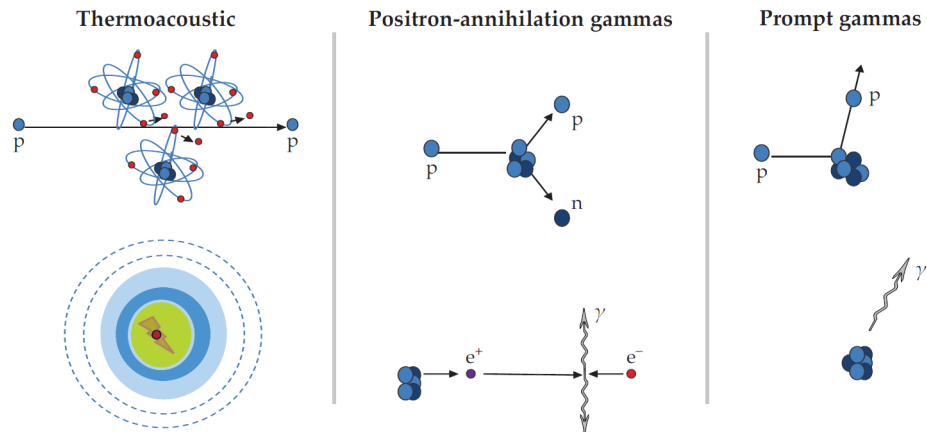 Thermoacoustic
p
p
Positron-annihilation gammas
p
p
n
γ
e⁺
e⁻
Prompt gammas
p
p